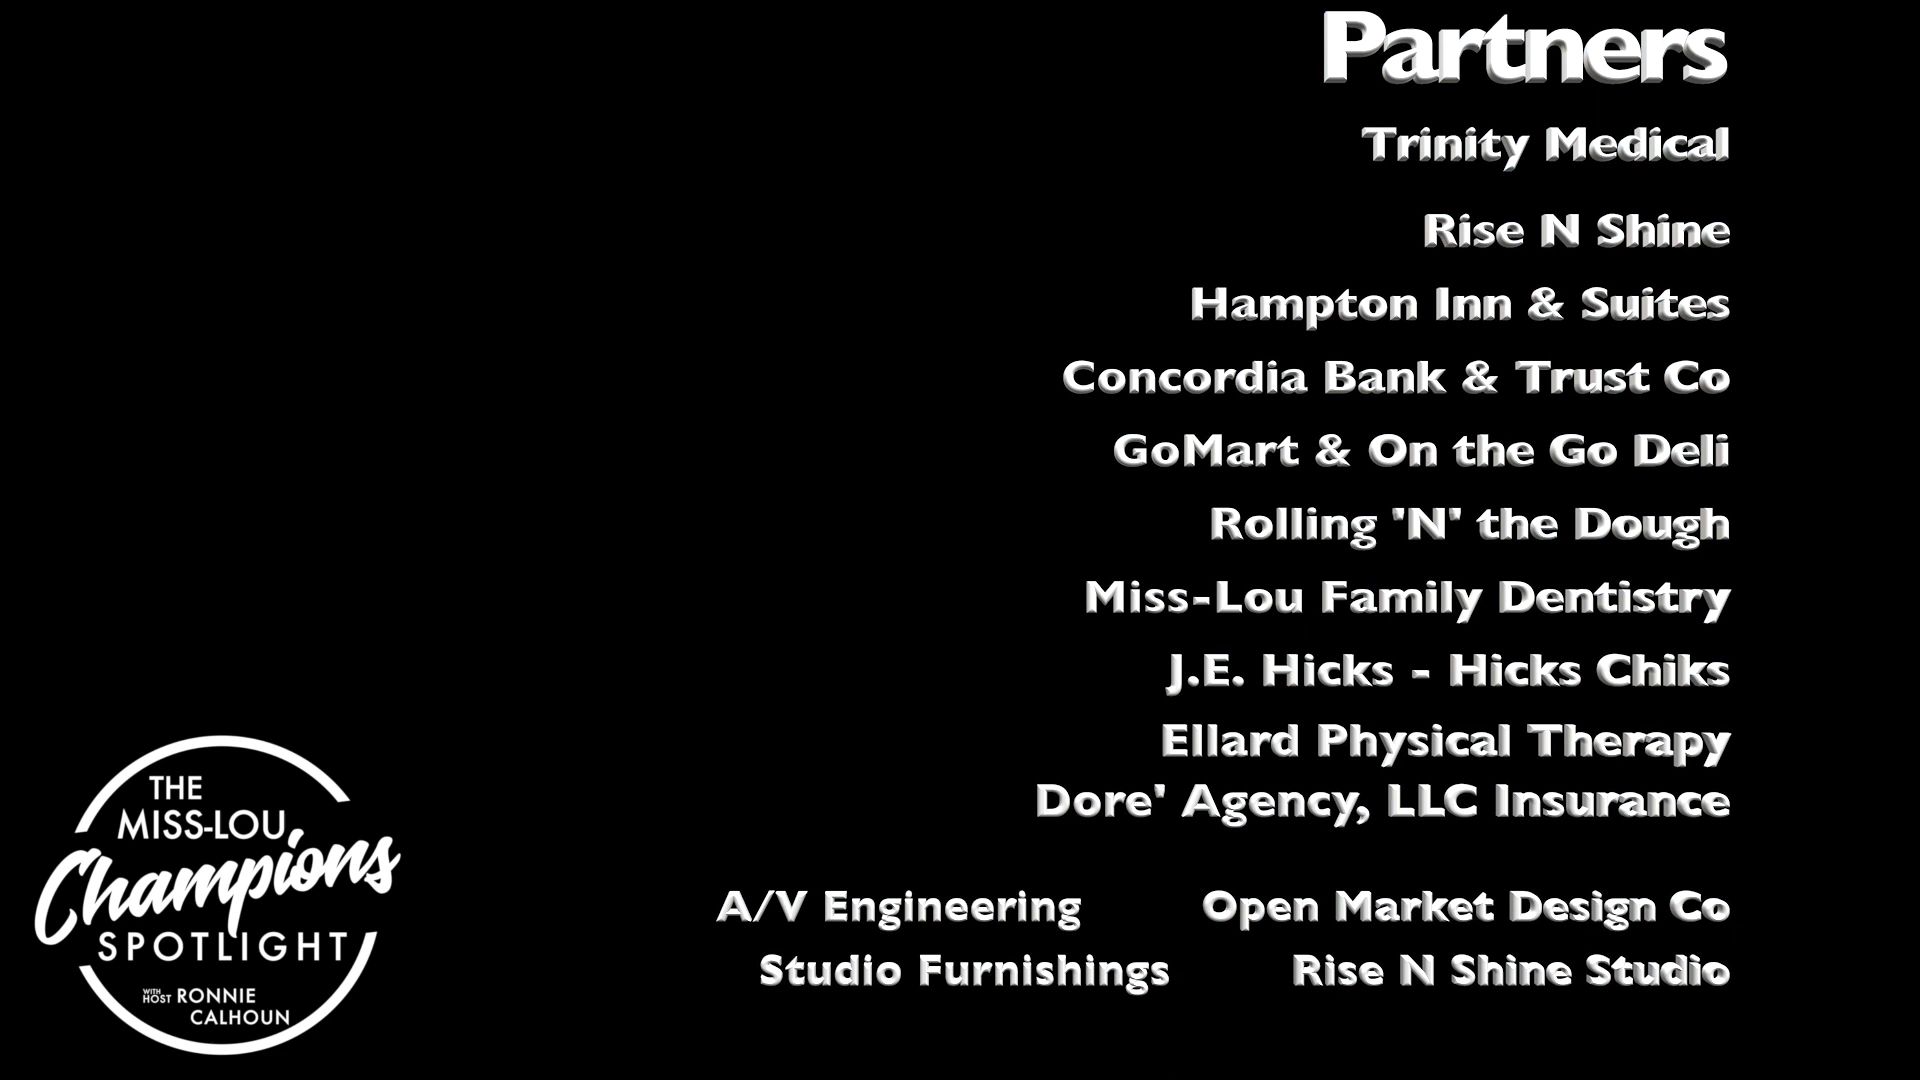 Partners
Trinity Medical
Rise N Shine
Hampton Inn & Suites
Concordia Bank & Trust Co
GoMart & On the Go Deli
Rolling 'N' the Dough
Miss-Lou Family Dentistry
J.E. Hicks - Hicks Chiks
Ellard Physical Therapy
Dore' Agency, LLC Insurance
A/V Engineering Open Market Design Co
Studio Furnishings Rise N Shine Studio
THE
MISS-LOU
Champions
SPOTLIGHT
WITH HOST RONNIE
CALHOUN